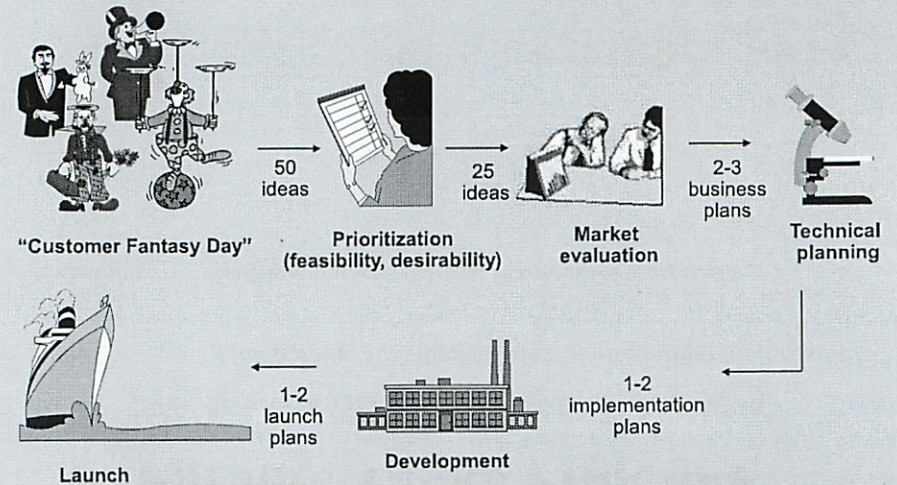 50
ideas
25
ideas
2-3
business
plans
"Customer Fantasy Day"
Prioritization
(feasibility, desirability)
Market
evaluation
Technical
planning
1-2
implementation
plans
1-2
launch
plans
Development
Launch